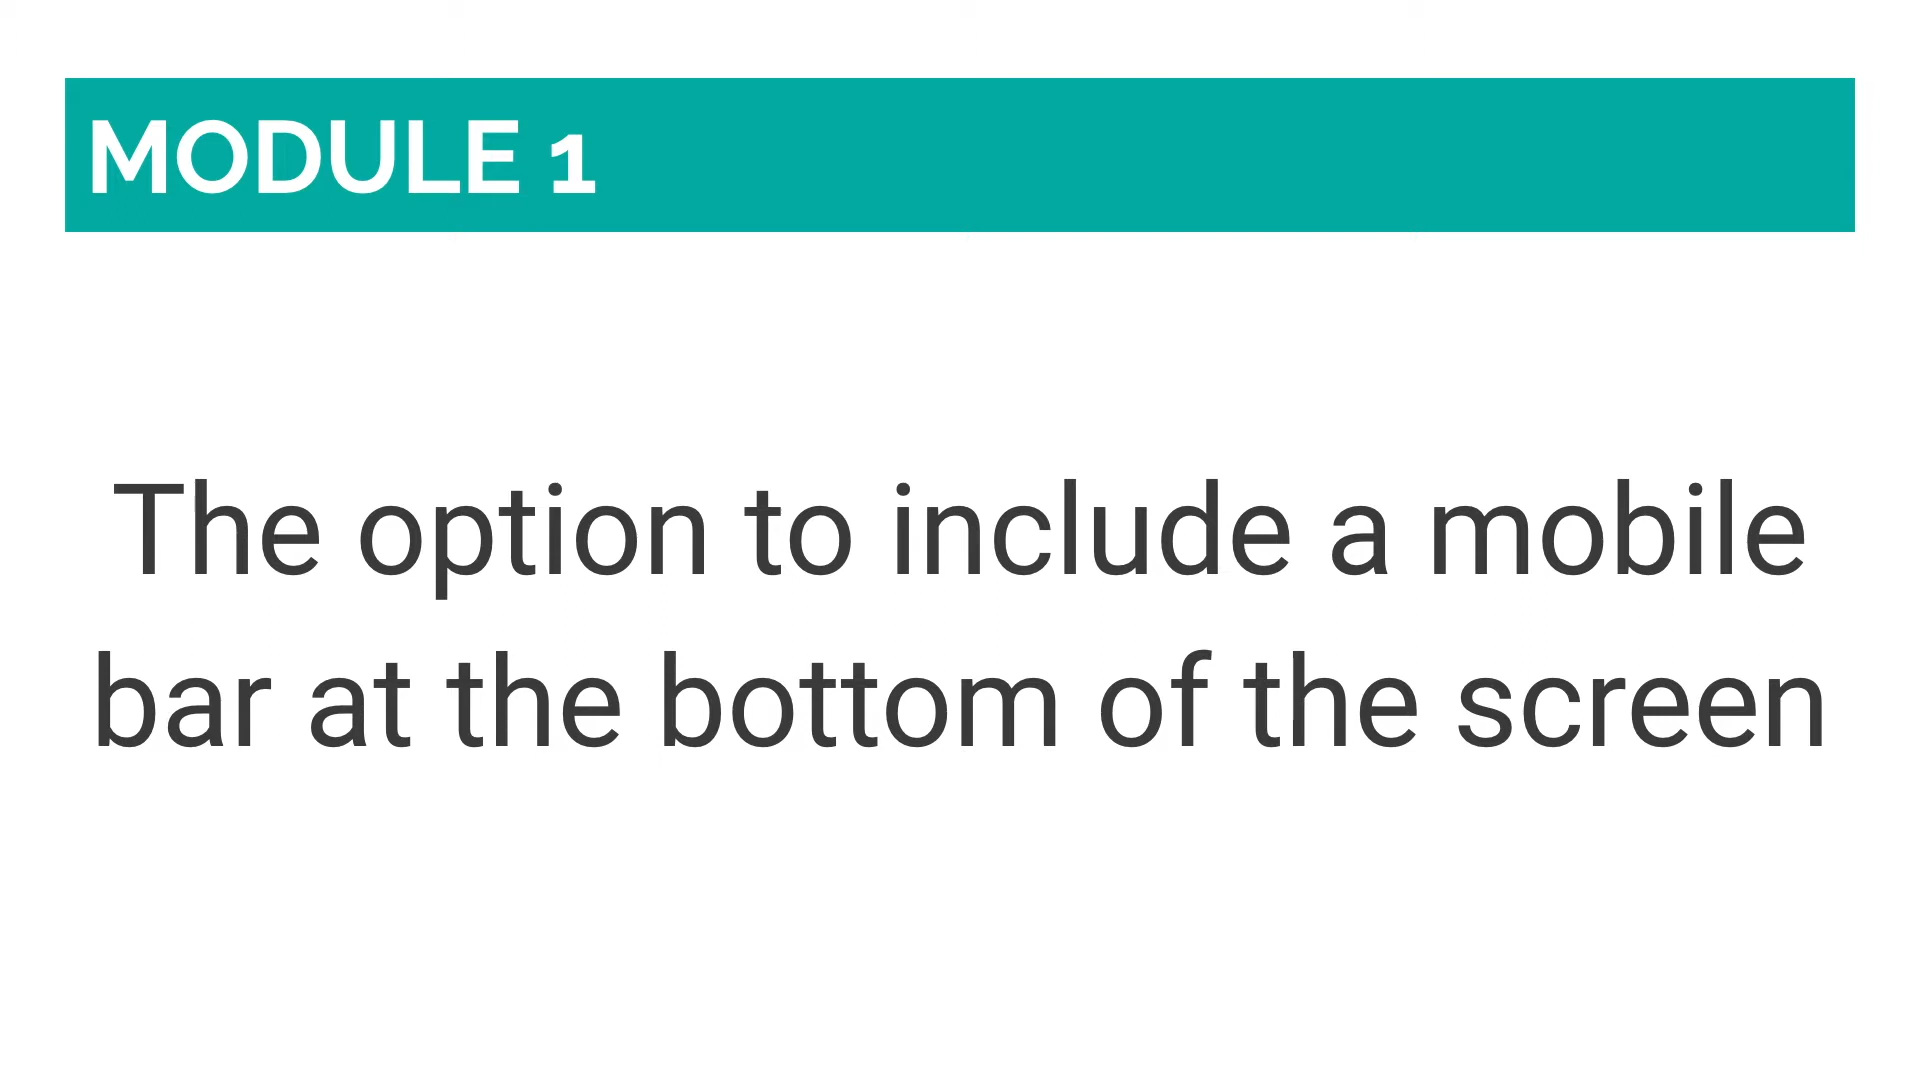 MODULE 1
The option to include a mobile
bar at the bottom of the screen